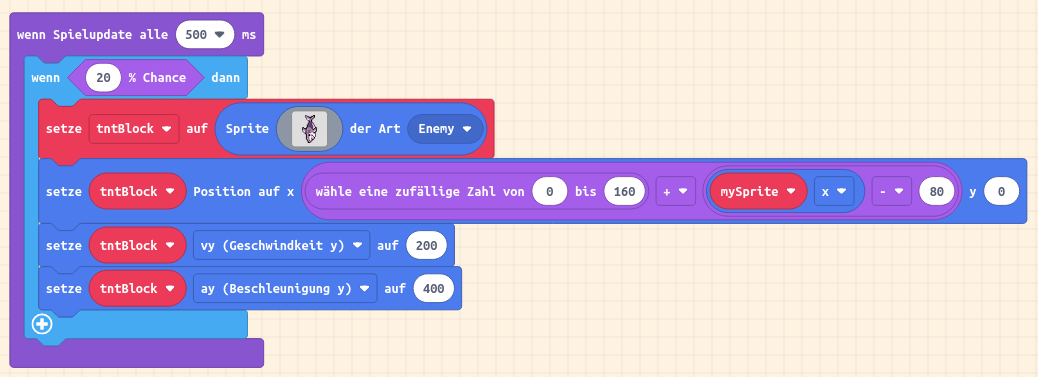 wenn Spielupdate alle 500 ms
wenn 20 % Chance dann
setze tntBlock auf Sprite der Art Enemy
setze tntBlock Position auf x wähle eine zufällige Zahl von 0 bis 160 + mySprite x - 80 y 0
setze tntBlock vy (Geschwindkeit y) auf 200
setze tntBlock ay (Beschleunigung y) auf 400